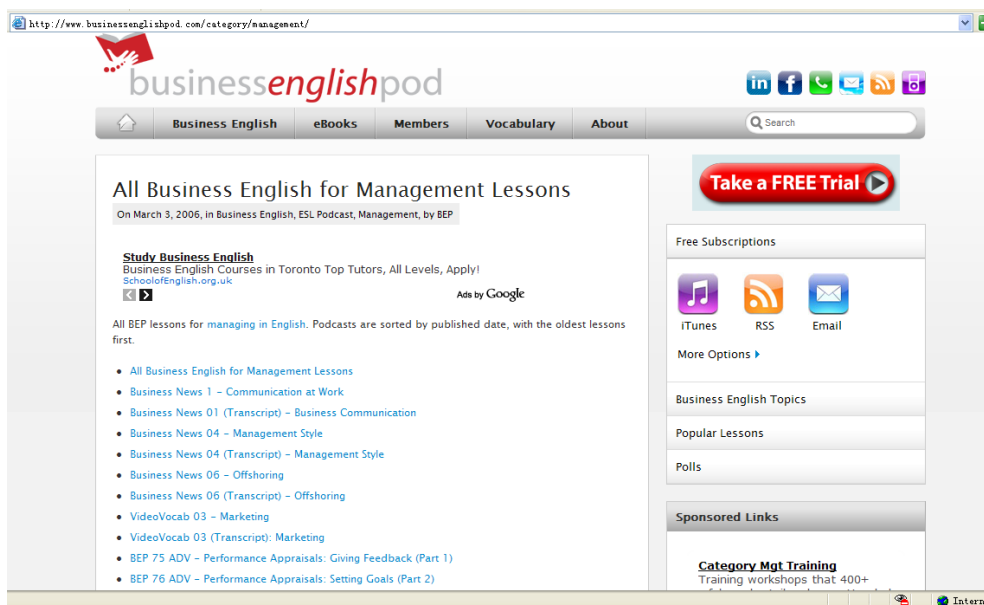 http://www.businessenglishpod.com/category/management/
businessenglishpod
in f
Business English eBooks Members Vocabulary About Search
All Business English for Management Lessons
On March 3, 2006, in Business English, ESL Podcast, Management, by BEP
Study Business English
Business English Courses in Toronto Top Tutors, All Levels, Apply!
SchoolofEnglish.org.uk
Ads by Google
All BEP lessons for managing in English. Podcasts are sorted by published date, with the oldest lessons
first.
All Business English for Management Lessons
Business News 1 – Communication at Work
Business News 01 (Transcript) – Business Communication
Business News 04 – Management Style
Business News 04 (Transcript) – Management Style
Business News 06 – Offshoring
Business News 06 (Transcript) – Offshoring
VideoVocab 03 – Marketing
VideoVocab 03 (Transcript): Marketing
BEP 75 ADV – Performance Appraisals: Giving Feedback (Part 1)
BEP 76 ADV – Performance Appraisals: Setting Goals (Part 2)
Take a FREE Trial
Free Subscriptions
iTunes RSS Email
More Options
Business English Topics
Popular Lessons
Polls
Sponsored Links
Category Mgt Training
Training workshops that 400+
Intern